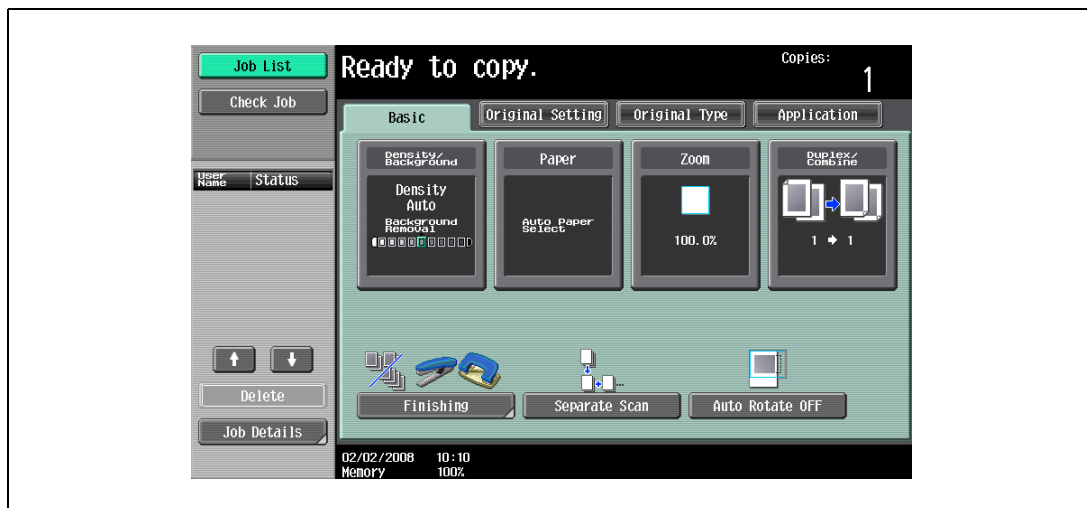 Job List
Check Job
User Name
Status
Delete
Job Details
Ready to copy.
Copies:
1
Basic
Original Setting
Original Type
Application
Density/
Background
Density
Auto
Background
Removal
Paper
Auto Paper
Select
Zoom
100.0%
Duplex/
Combine
1 → 1
Finishing
Separate Scan
Auto Rotate OFF
02/02/2008 10:10
Memory 100%